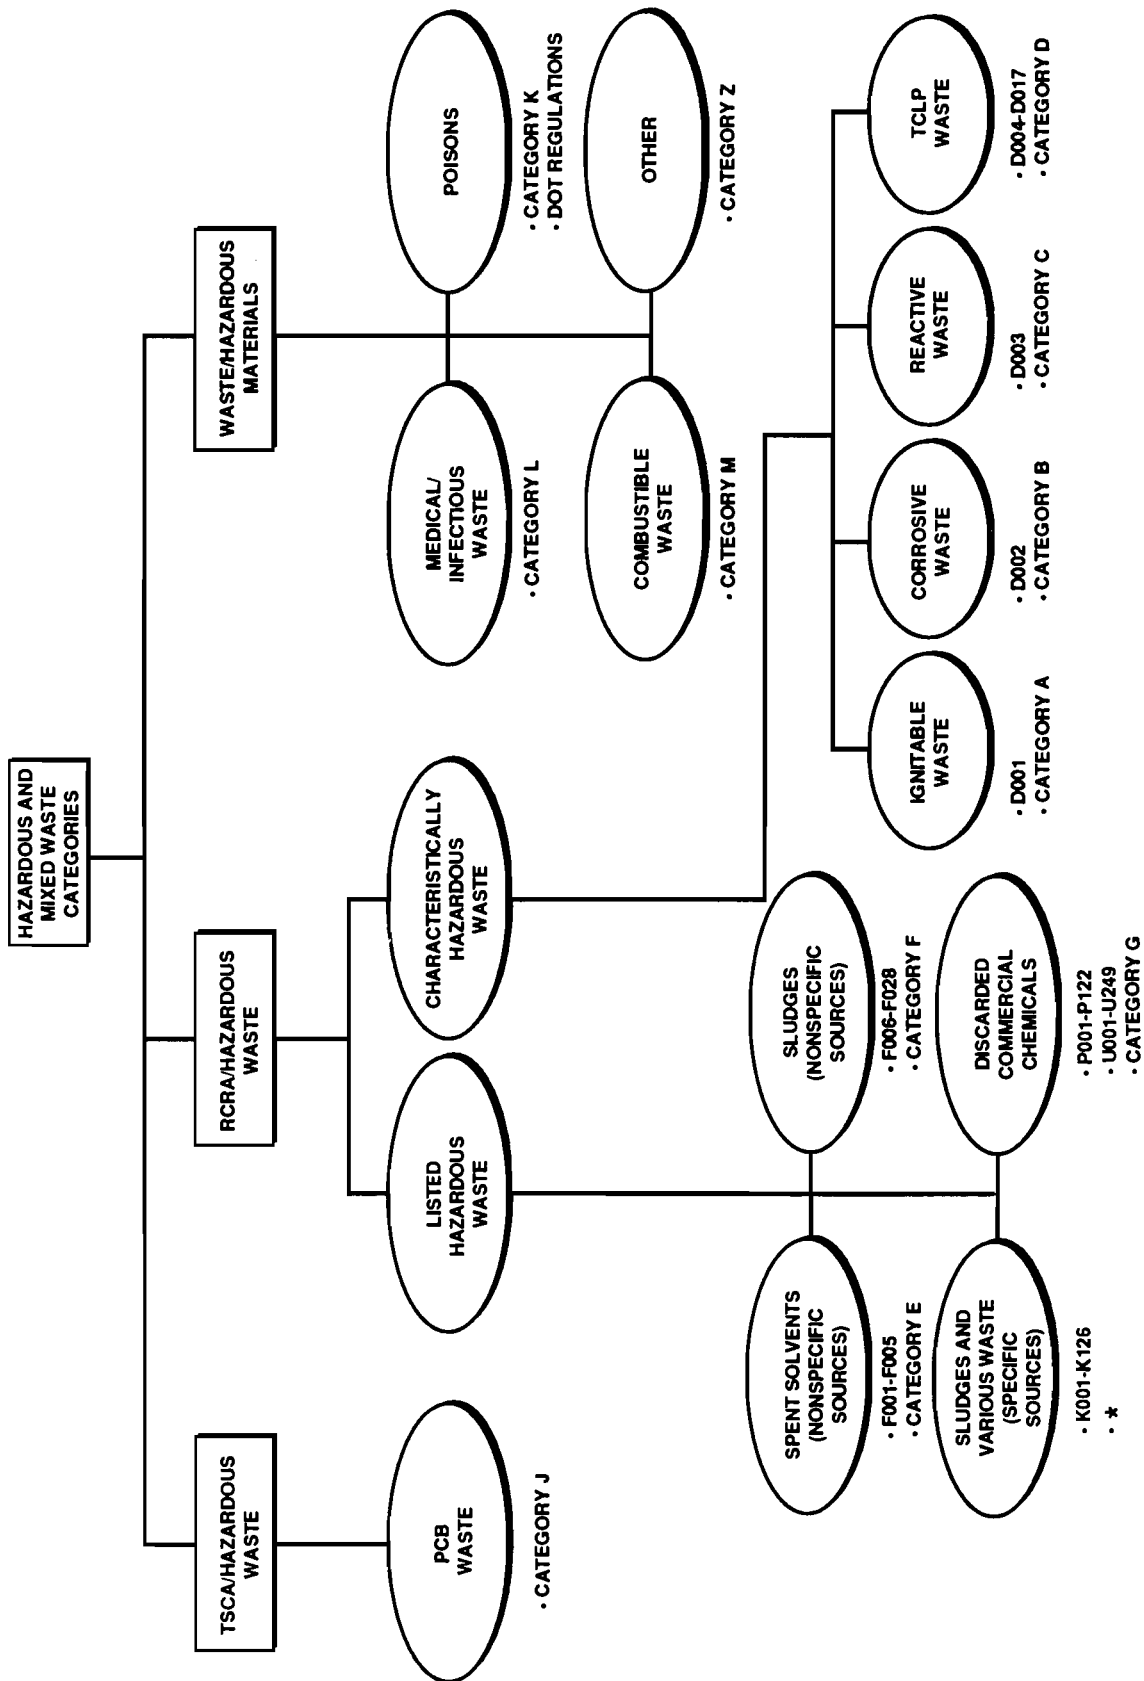 HAZARDOUS AND
MIXED WASTE
CATEGORIES
TSCA/HAZARDOUS
WASTE
RCRA/HAZARDOUS
WASTE
WASTE/HAZARDOUS
MATERIALS
PCB
WASTE
• CATEGORY J
LISTED
HAZARDOUS
WASTE
CHARACTERISTICALLY
HAZARDOUS
WASTE
MEDICAL/
INFECTIOUS
WASTE
• CATEGORY L
POISONS
• CATEGORY K
• DOT REGULATIONS
COMBUSTIBLE
WASTE
• CATEGORY M
OTHER
• CATEGORY Z
SPENT SOLVENTS
(NONSPECIFIC
SOURCES)
• F001-F005
• CATEGORY E
SLUDGES
(NONSPECIFIC
SOURCES)
• F006-F028
• CATEGORY F
SLUDGES AND
VARIOUS WASTE
(SPECIFIC
SOURCES)
• K001-K126
• *
DISCARDED
COMMERCIAL
CHEMICALS
• P001-P122
• U001-U249
• CATEGORY G
IGNITABLE
WASTE
• D001
• CATEGORY A
CORROSIVE
WASTE
• D002
• CATEGORY B
REACTIVE
WASTE
• D003
• CATEGORY C
TCLP
WASTE
• D004-D017
• CATEGORY D